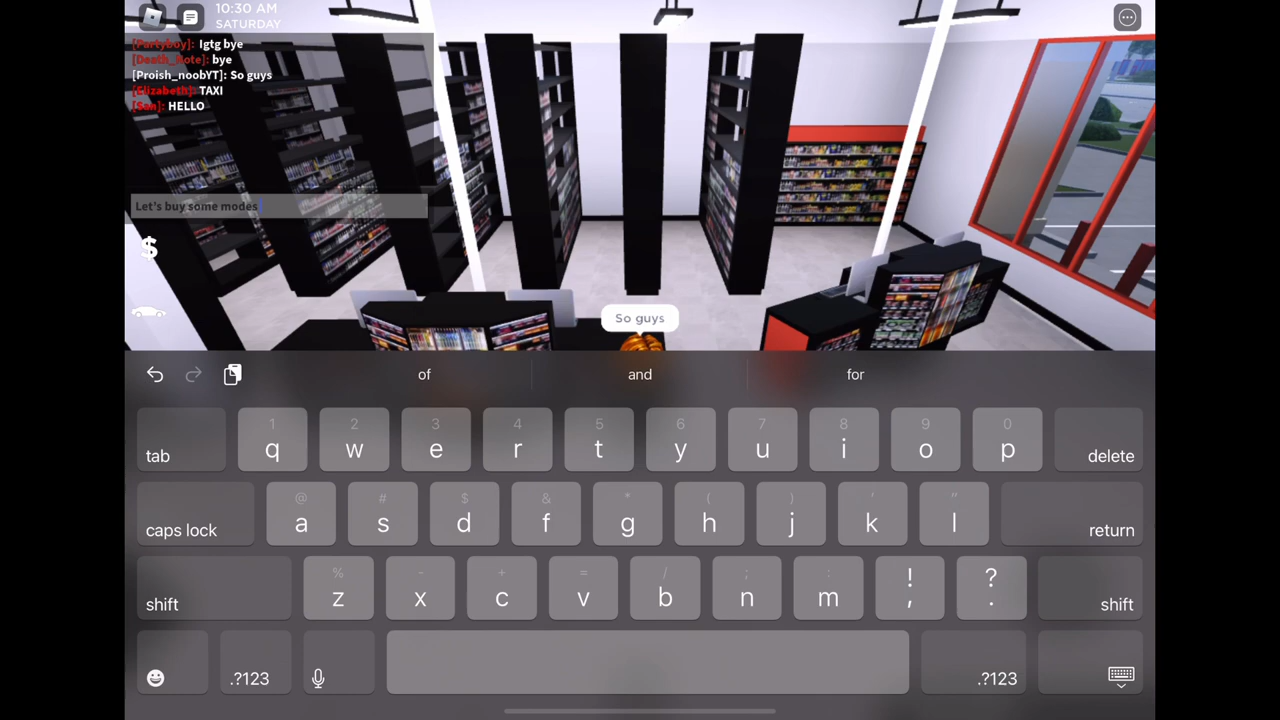 10:30 AM
SATURDAY
[Partyboy]: Igtg bye
[Death_Note]: bye
[Proish_noobYT]: So guys
[Elizabeth]: TAXI
[San]: HELLO
Let's buy some modes
$
So guys
of and for
tab 1 q 2 w 3 e 4 r 5 t 6 y 7 u 8 i 9 o 0 p delete
caps lock @ a # s $ d & f * g ( h ) j ' k " l return
shift % z - x + c = v / b ; n : m ! , ? . shift
.?123 .?123